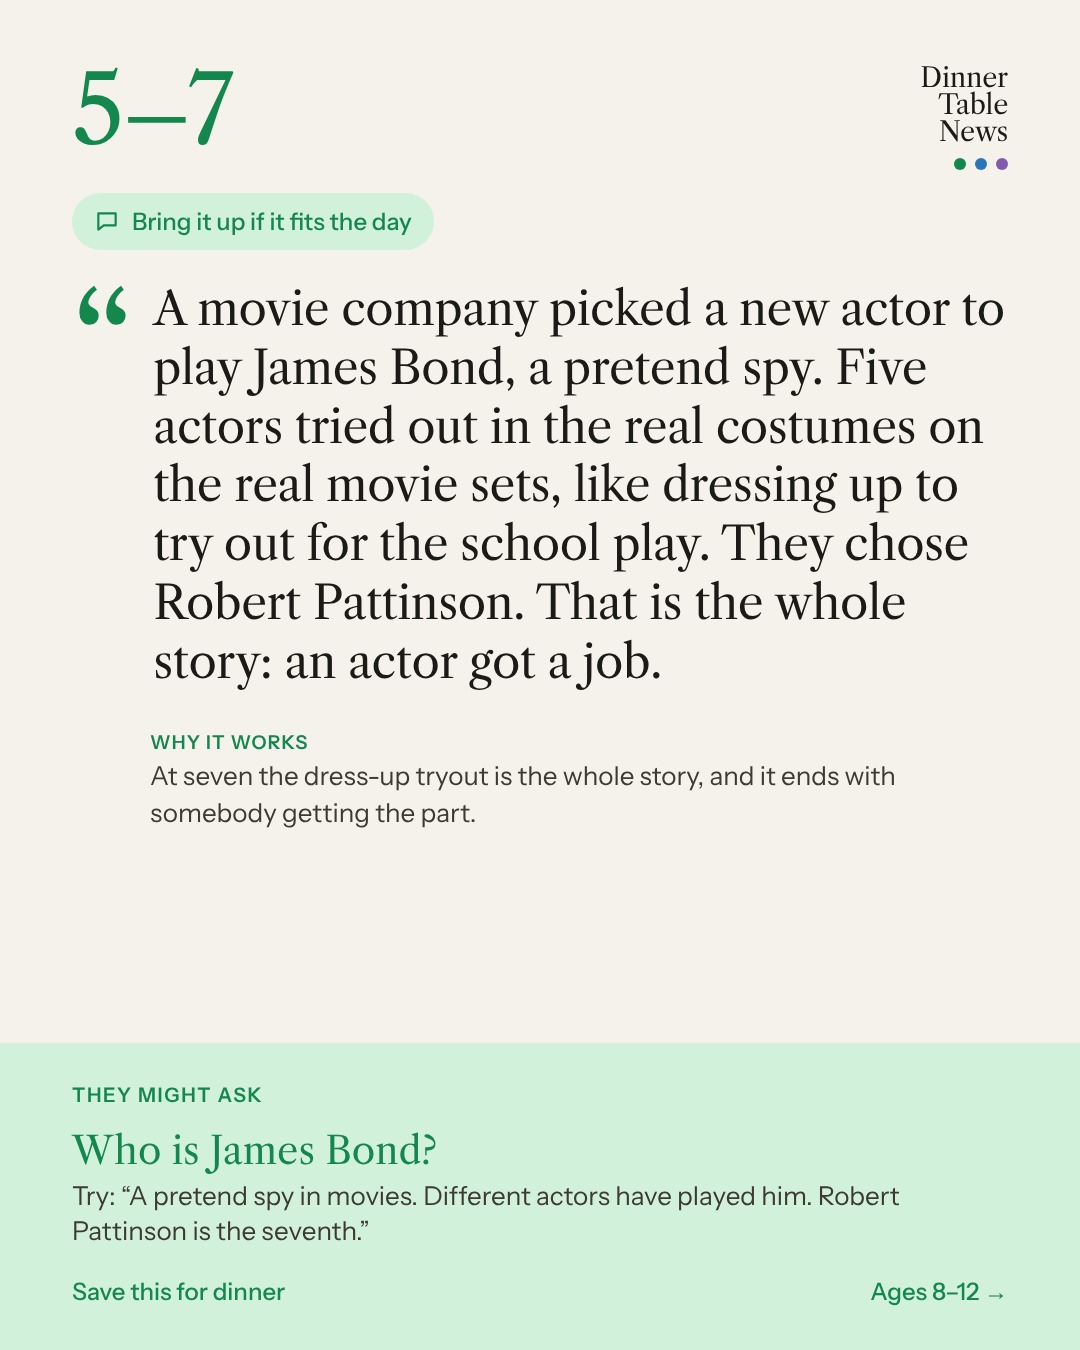 5–7
Dinner
Table
News
Bring it up if it fits the day
“ A movie company picked a new actor to
play James Bond, a pretend spy. Five
actors tried out in the real costumes on
the real movie sets, like dressing up to
try out for the school play. They chose
Robert Pattinson. That is the whole
story: an actor got a job.
WHY IT WORKS
At seven the dress-up tryout is the whole story, and it ends with
somebody getting the part.
THEY MIGHT ASK
Who is James Bond?
Try: “A pretend spy in movies. Different actors have played him. Robert
Pattinson is the seventh.”
Save this for dinner
Ages 8–12 →